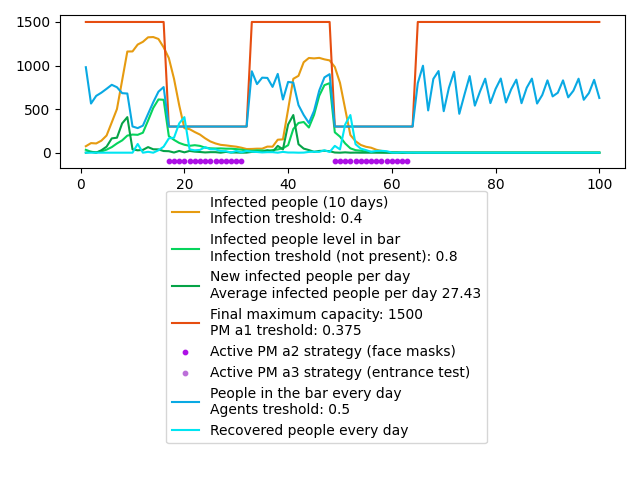 1500
1000
500
0
0 20 40 60 80 100
Infected people (10 days)
Infection treshold: 0.4
Infected people level in bar
Infection treshold (not present): 0.8
New infected people per day
Average infected people per day 27.43
Final maximum capacity: 1500
PM a1 treshold: 0.375
Active PM a2 strategy (face masks)
Active PM a3 strategy (entrance test)
People in the bar every day
Agents treshold: 0.5
Recovered people every day